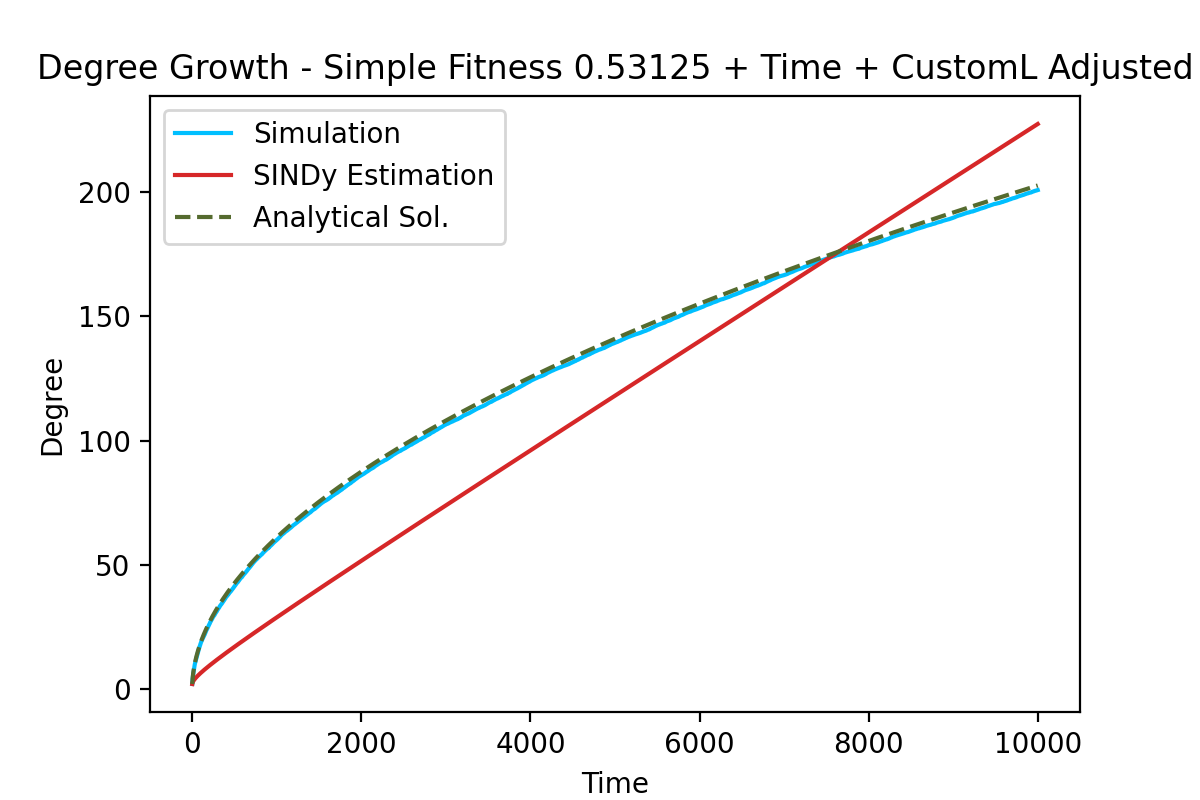 Degree Growth - Simple Fitness 0.53125 + Time + CustomL Adjusted
Simulation
SINDy Estimation
Analytical Sol.
200
150
100
50
0
Degree
0 2000 4000 6000 8000 10000
Time